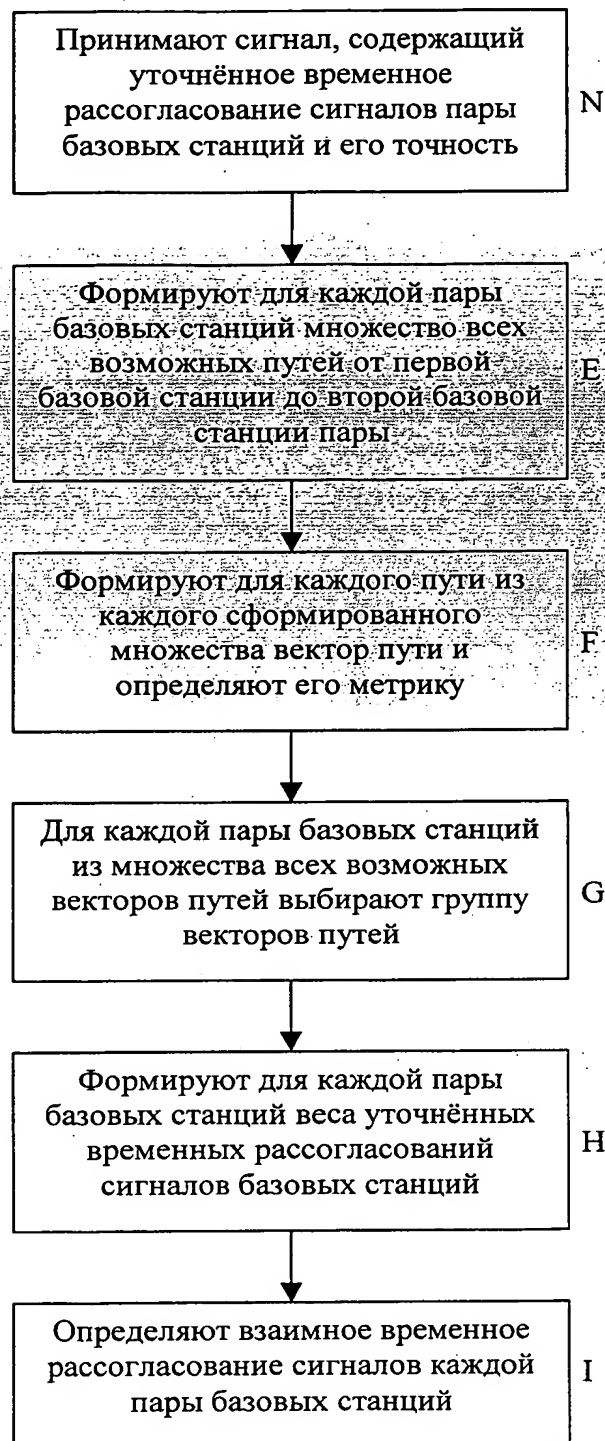 Принимают сигнал, содержащий
уточнённое временное
рассогласование сигналов пары
базовых станций и его точность
N
Формируют для каждой пары
базовых станций множество всех
возможных путей от первой
базовой станции до второй базовой
станции пары
E
Формируют для каждого пути из
каждого сформированного
множества вектор пути и
определяют его метрику
F
Для каждой пары базовых станций
из множества всех возможных
векторов путей выбирают группу
векторов путей
G
Формируют для каждой пары
базовых станций веса уточнённых
временных рассогласований
сигналов базовых станций
H
Определяют взаимное временное
рассогласование сигналов каждой
пары базовых станций
I